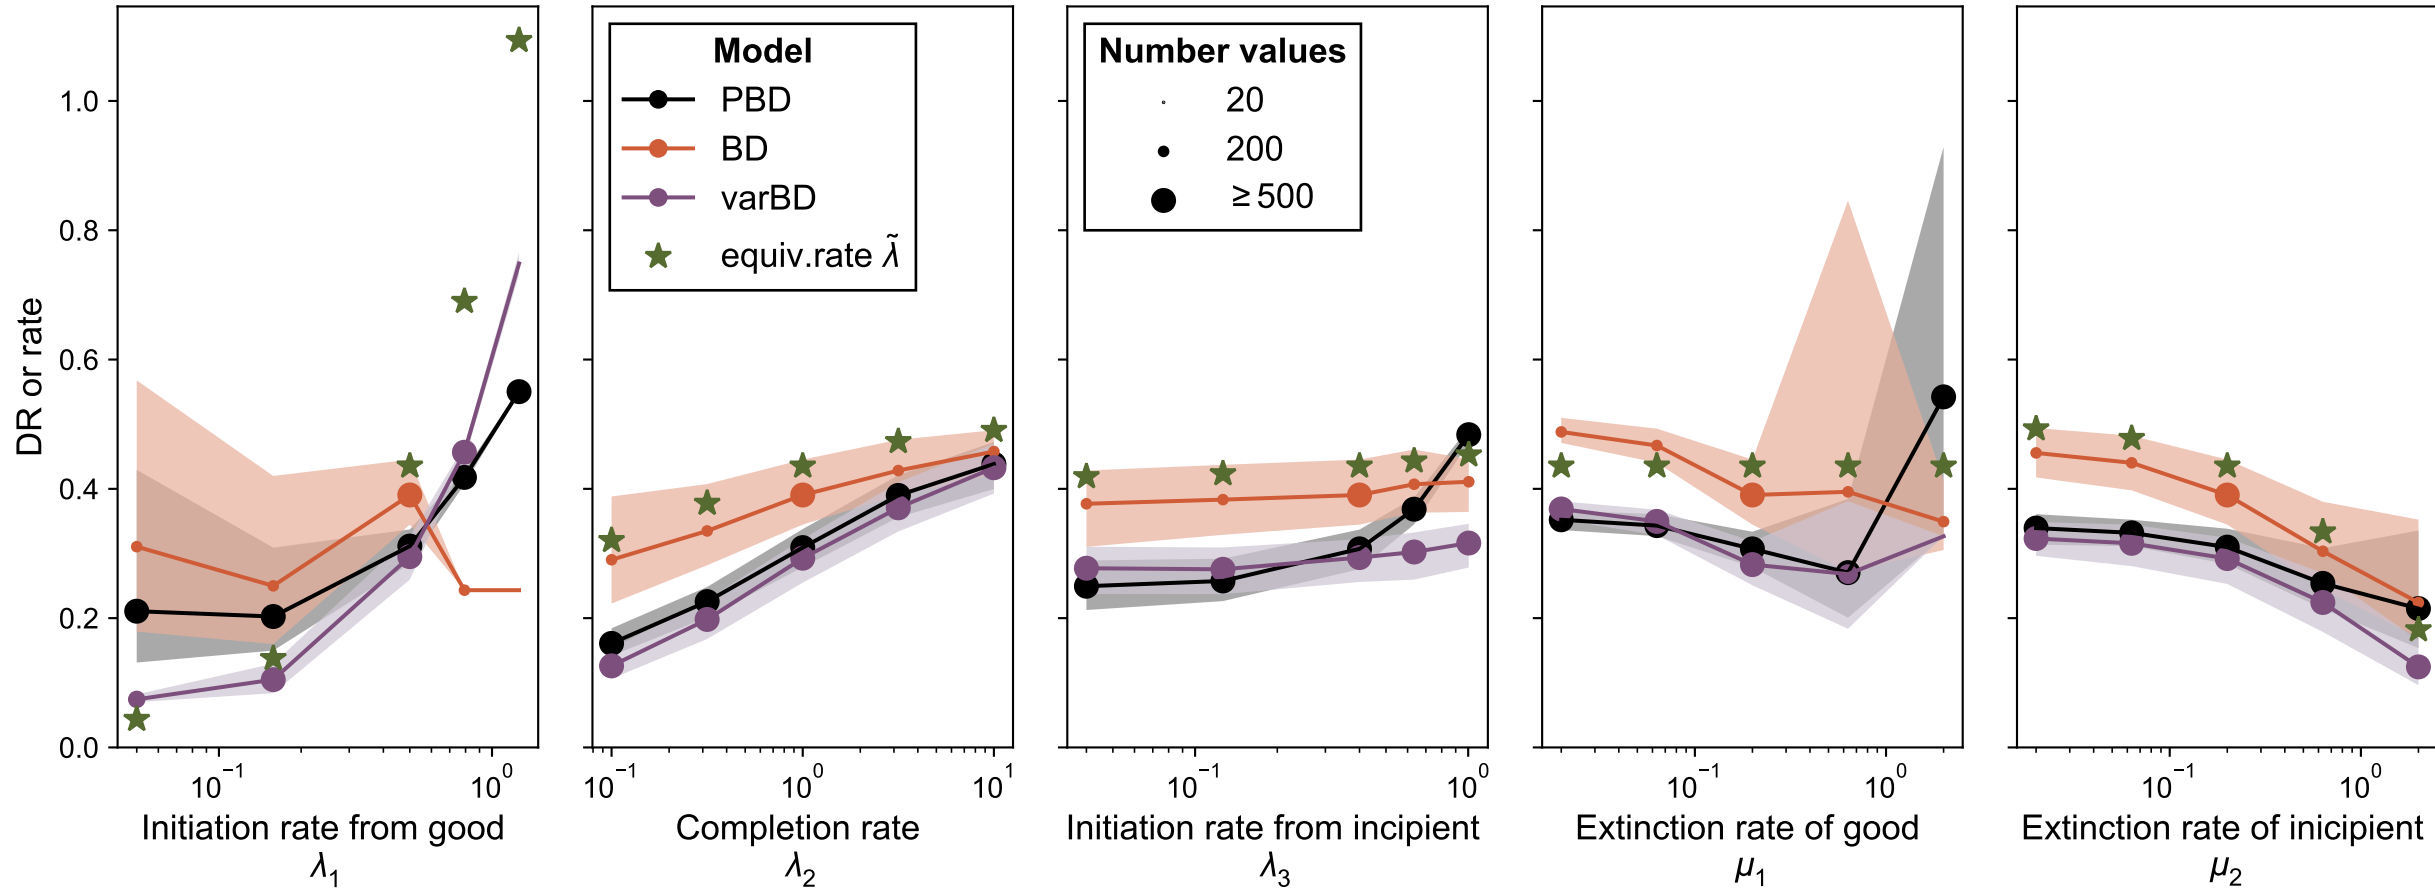 DR or rate
1.0
0.8
0.6
0.4
0.2
0.0
10⁻¹ 10⁰
Initiation rate from good
λ₁
Model
PBD
BD
varBD
equiv.rate λ̃
10⁻¹ 10⁰ 10¹
Completion rate
λ₂
Number values
20
200
≥ 500
10⁻¹ 10⁰
Initiation rate from incipient
λ₃
10⁻¹ 10⁰
Extinction rate of good
μ₁
10⁻¹ 10⁰
Extinction rate of inicipient
μ₂